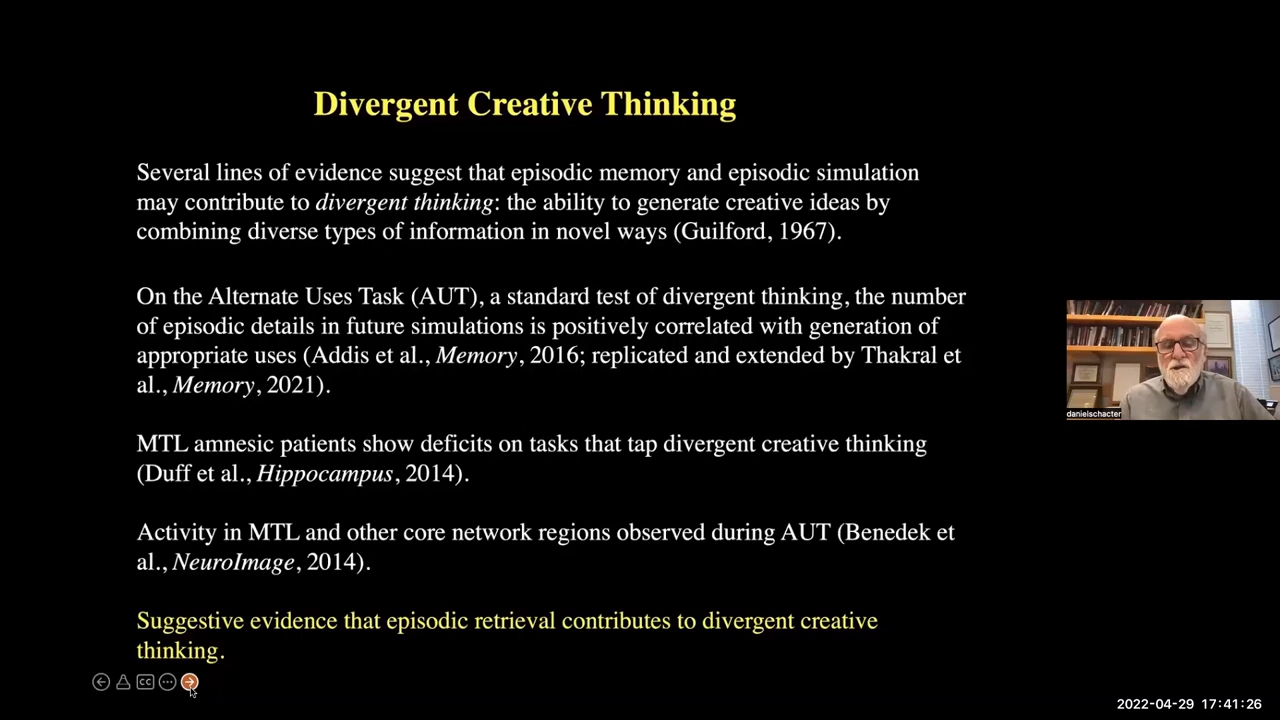 Divergent Creative Thinking
Several lines of evidence suggest that episodic memory and episodic simulation
may contribute to divergent thinking: the ability to generate creative ideas by
combining diverse types of information in novel ways (Guilford, 1967).
On the Alternate Uses Task (AUT), a standard test of divergent thinking, the number
of episodic details in future simulations is positively correlated with generation of
appropriate uses (Addis et al., Memory, 2016; replicated and extended by Thakral et
al., Memory, 2021).
MTL amnesic patients show deficits on tasks that tap divergent creative thinking
(Duff et al., Hippocampus, 2014).
Activity in MTL and other core network regions observed during AUT (Benedek et
al., NeuroImage, 2014).
Suggestive evidence that episodic retrieval contributes to divergent creative
thinking.
CC
danielschacter
2022-04-29 17:41:26